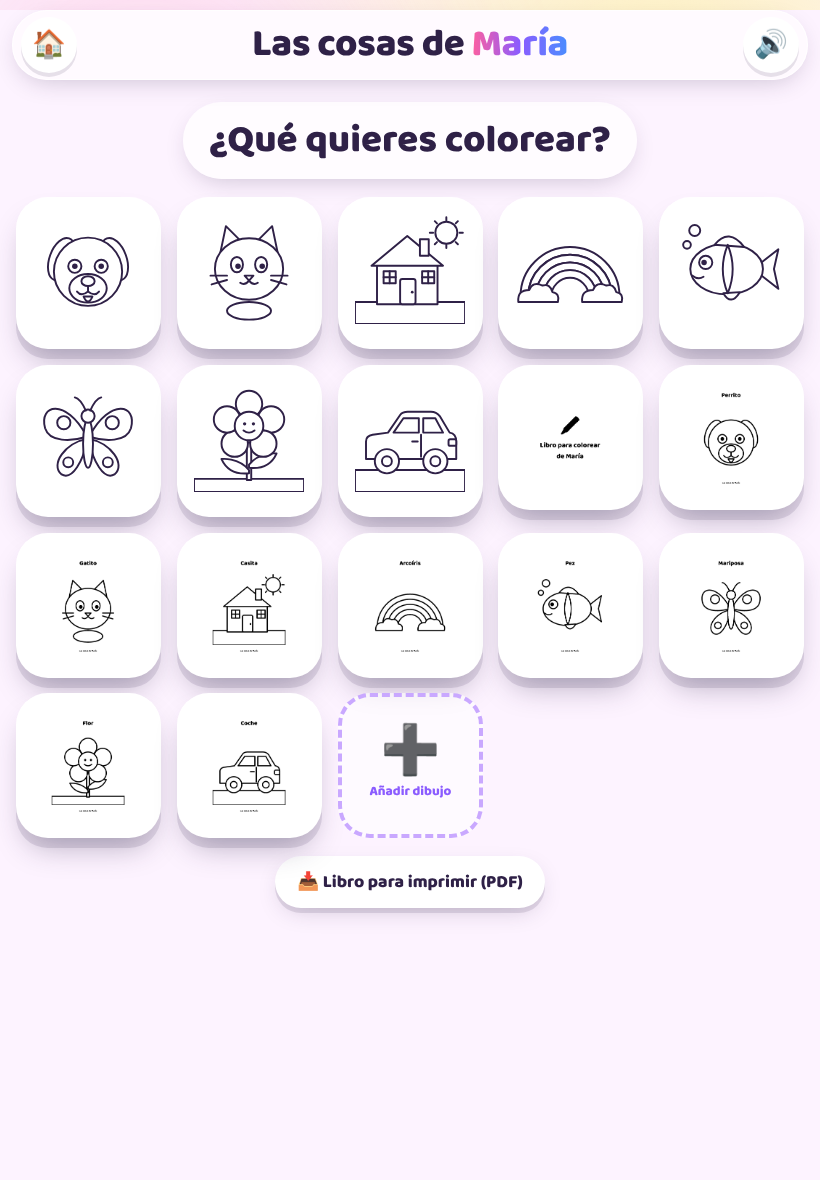 Las cosas de María
¿Qué quieres colorear?
Libro para colorear
de María
Perrito
Gatito
Casita
Arcoíris
Pez
Mariposa
Flor
Coche
Añadir dibujo
Libro para imprimir (PDF)